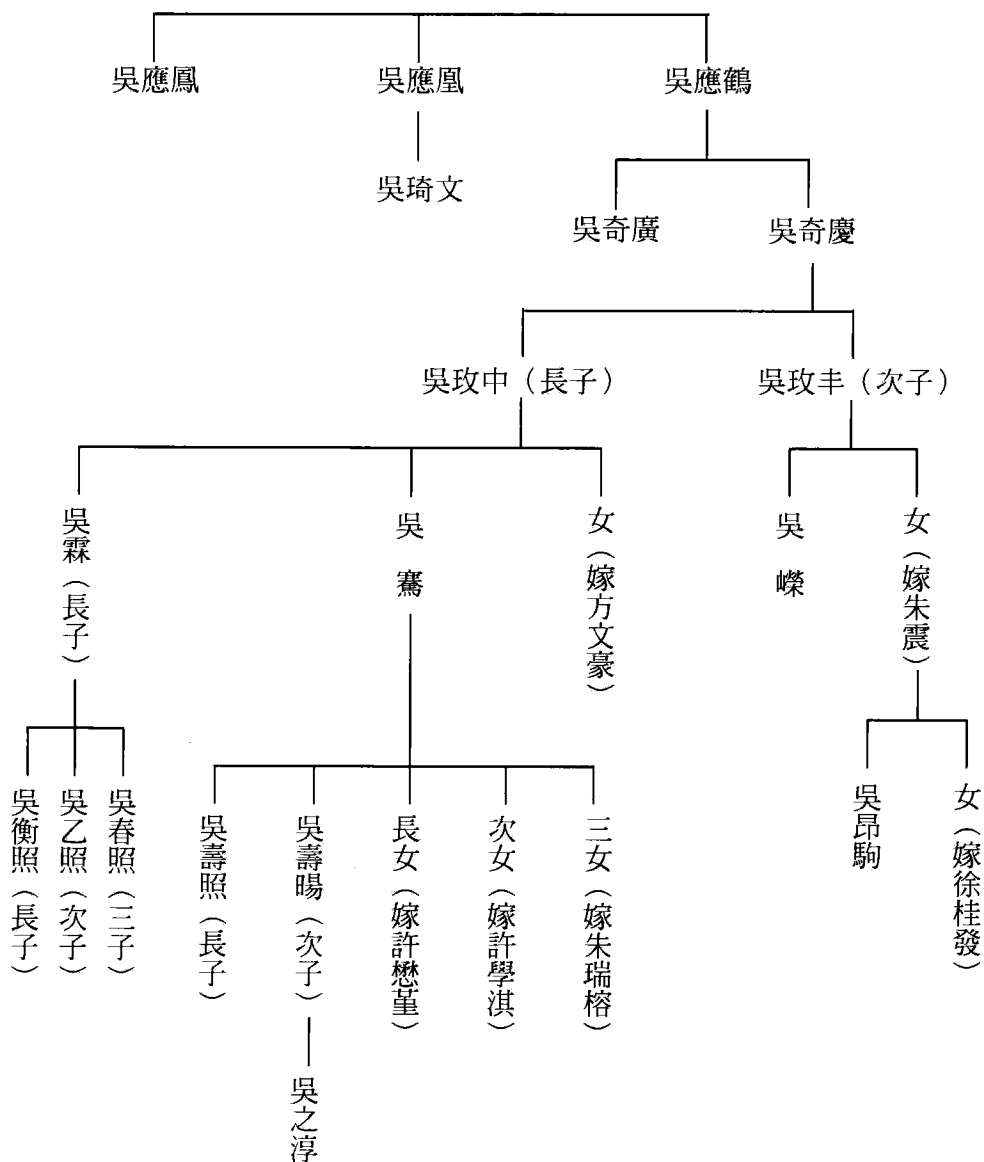 吳應鳳
吳應凰
吳應鶴
吳琦文
吳奇廣
吳奇慶
吳玫中（長子）
吳玫丰（次子）
吳霖（長子）
吳騫
女（嫁方文豪）
吳嶸
女（嫁朱震）
吳衡照（長子）
吳乙照（次子）
吳春照（三子）
吳壽照（長子）
吳壽暘（次子）
長女（嫁許懋堇）
次女（嫁許學淇）
三女（嫁朱瑞榕）
吳昂駒
女（嫁徐桂發）
吳之淳